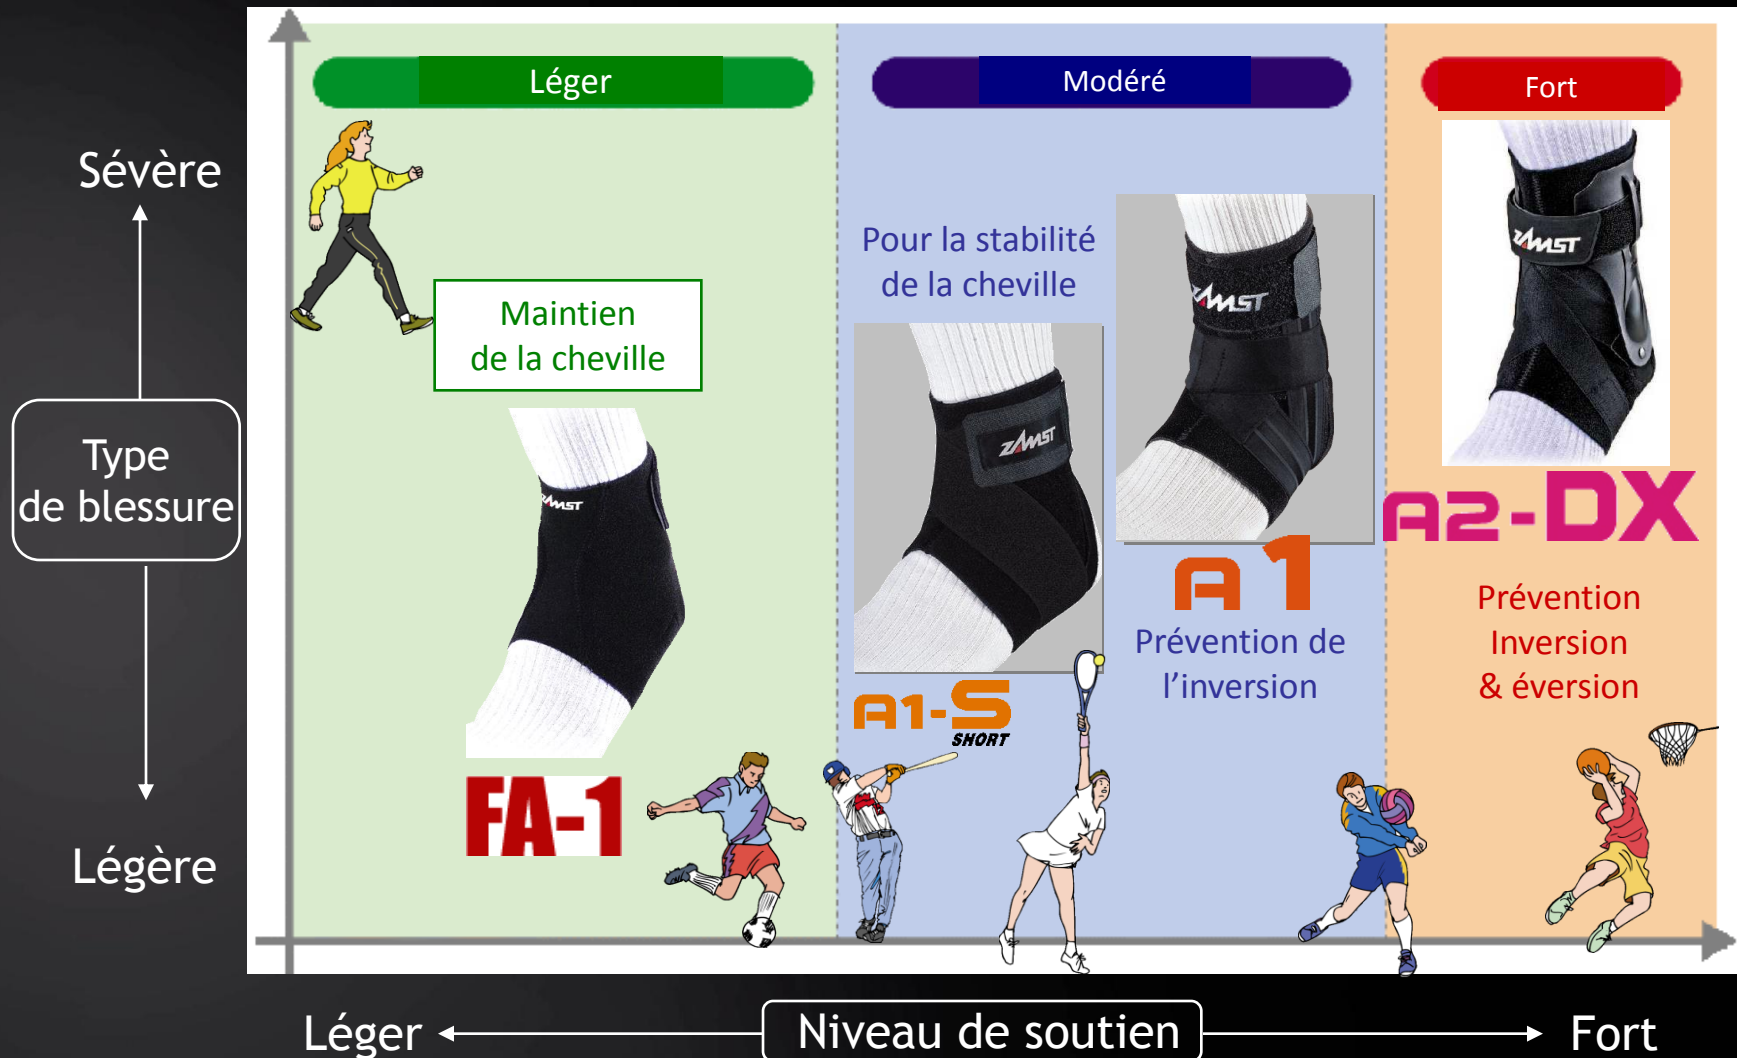 Léger
Modéré
Fort
Sévère
Type
de blessure
Légère
Maintien
de la cheville
ZAMST
FA-1
Pour la stabilité
de la cheville
ZAMST
A1-S
SHORT
ZAMST
A1
Prévention de
l’inversion
ZAMST
A2-DX
Prévention
Inversion
& éversion
Léger
Niveau de soutien
Fort